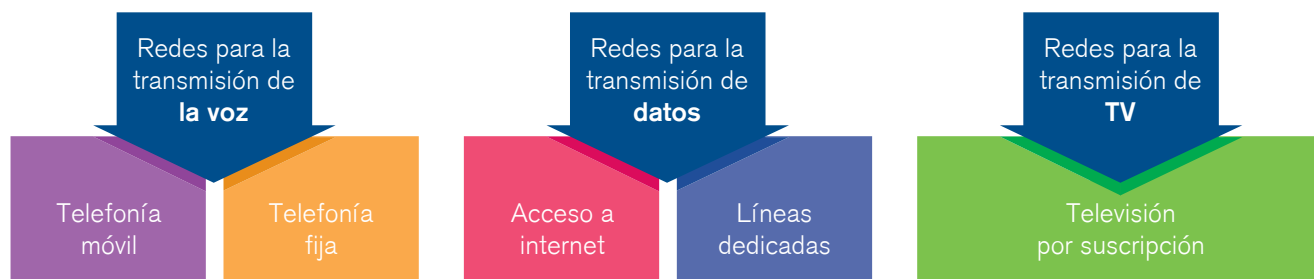 Redes para la
transmisión de
la voz
Telefonía
móvil
Telefonía
fija
Redes para la
transmisión de
datos
Acceso a
internet
Líneas
dedicadas
Redes para la
transmisión de
TV
Televisión
por suscripción